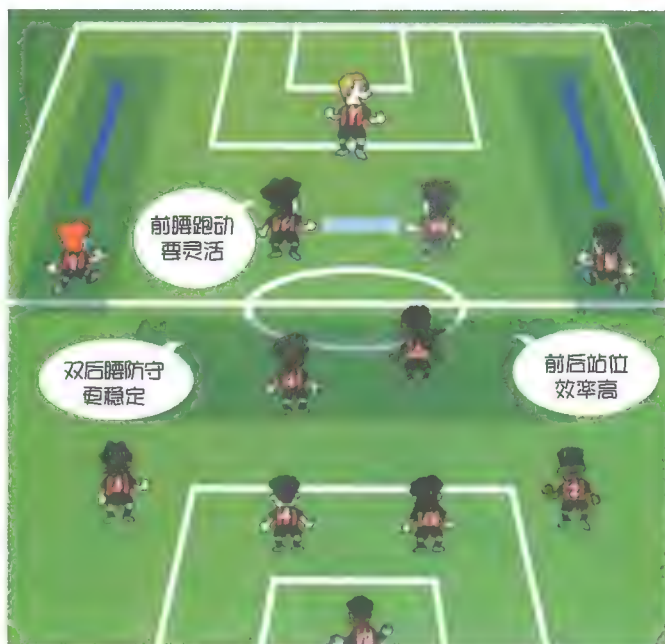 前腰跑动
要灵活
双后腰防守
更稳定
前后站位
效率高